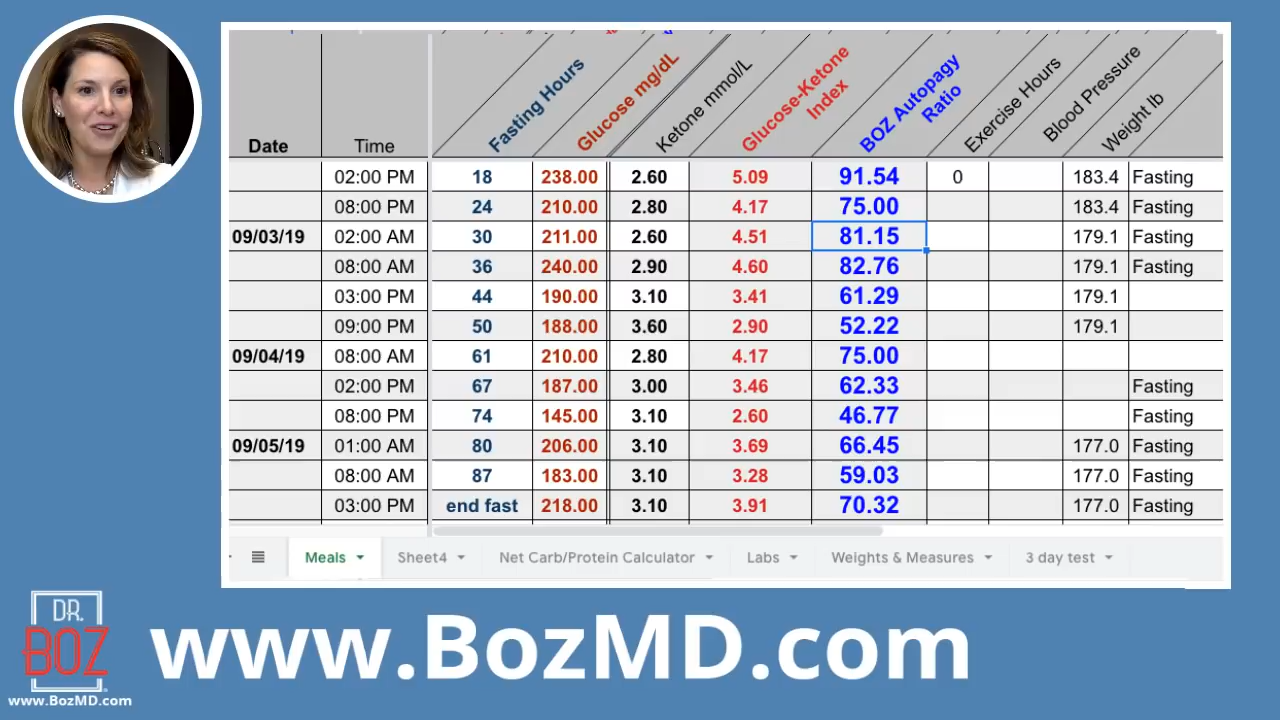 Date Time Fasting Hours Glucose mg/dL Ketone mmol/L Glucose-Ketone Index BOZ Autopagy Ratio Exercise Hours Blood Pressure Weight lb
02:00 PM 18 238.00 2.60 5.09 91.54 0 183.4 Fasting
08:00 PM 24 210.00 2.80 4.17 75.00 183.4 Fasting
09/03/19 02:00 AM 30 211.00 2.60 4.51 81.15 179.1 Fasting
08:00 AM 36 240.00 2.90 4.60 82.76 179.1 Fasting
03:00 PM 44 190.00 3.10 3.41 61.29 179.1
09:00 PM 50 188.00 3.60 2.90 52.22 179.1
09/04/19 08:00 AM 61 210.00 2.80 4.17 75.00
02:00 PM 67 187.00 3.00 3.46 62.33 Fasting
08:00 PM 74 145.00 3.10 2.60 46.77 Fasting
09/05/19 01:00 AM 80 206.00 3.10 3.69 66.45 177.0 Fasting
08:00 AM 87 183.00 3.10 3.28 59.03 177.0 Fasting
03:00 PM end fast 218.00 3.10 3.91 70.32 177.0 Fasting
Meals Sheet4 Net Carb/Protein Calculator Labs Weights & Measures 3 day test
DR.
BOZ
www.BozMD.com
www.BozMD.com